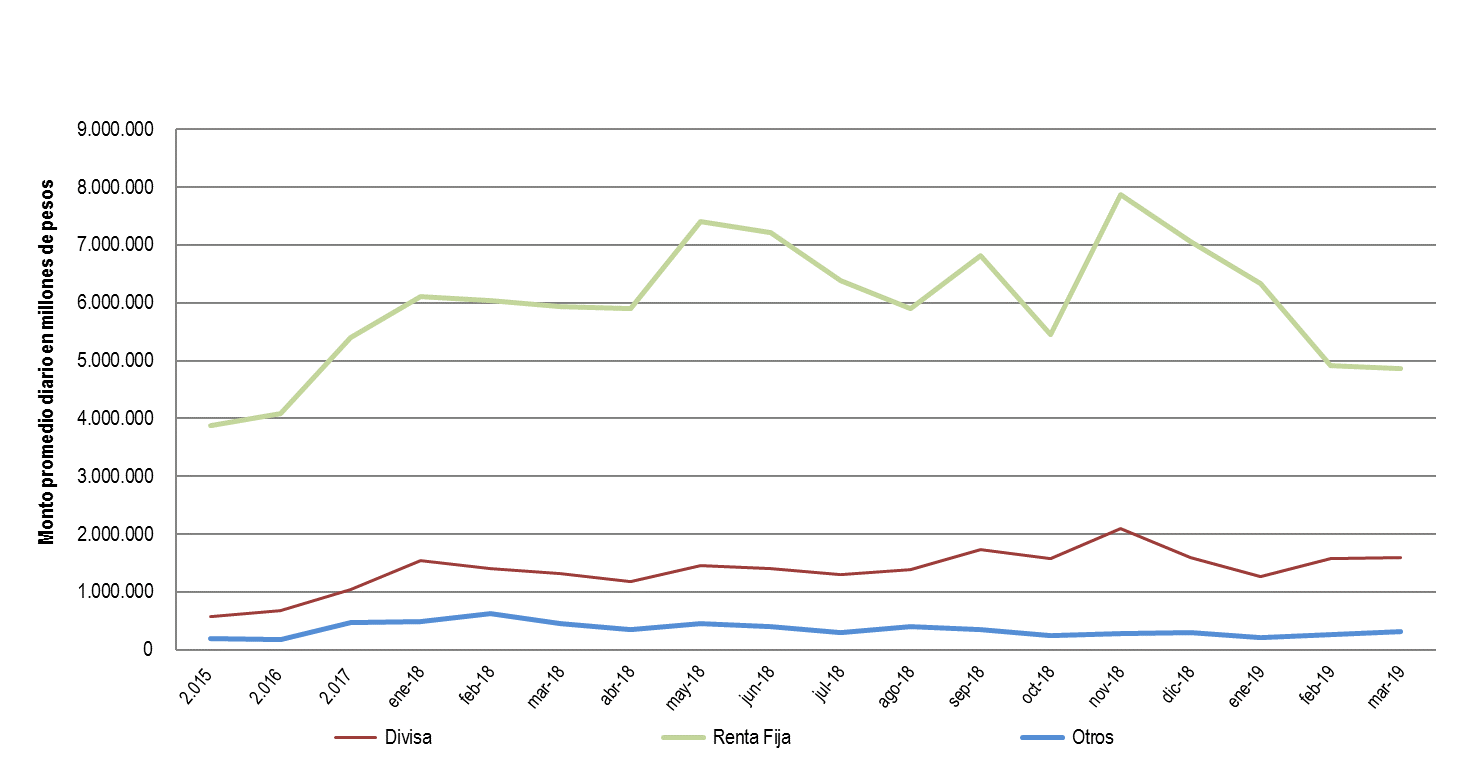 Monto promedio diario en millones de pesos
9.000.000
8.000.000
7.000.000
6.000.000
5.000.000
4.000.000
3.000.000
2.000.000
1.000.000
0
2.015
2.016
2.017
ene-18
feb-18
mar-18
abr-18
may-18
jun-18
jul-18
ago-18
sep-18
oct-18
nov-18
dic-18
ene-19
feb-19
mar-19
Divisa
Renta Fija
Otros